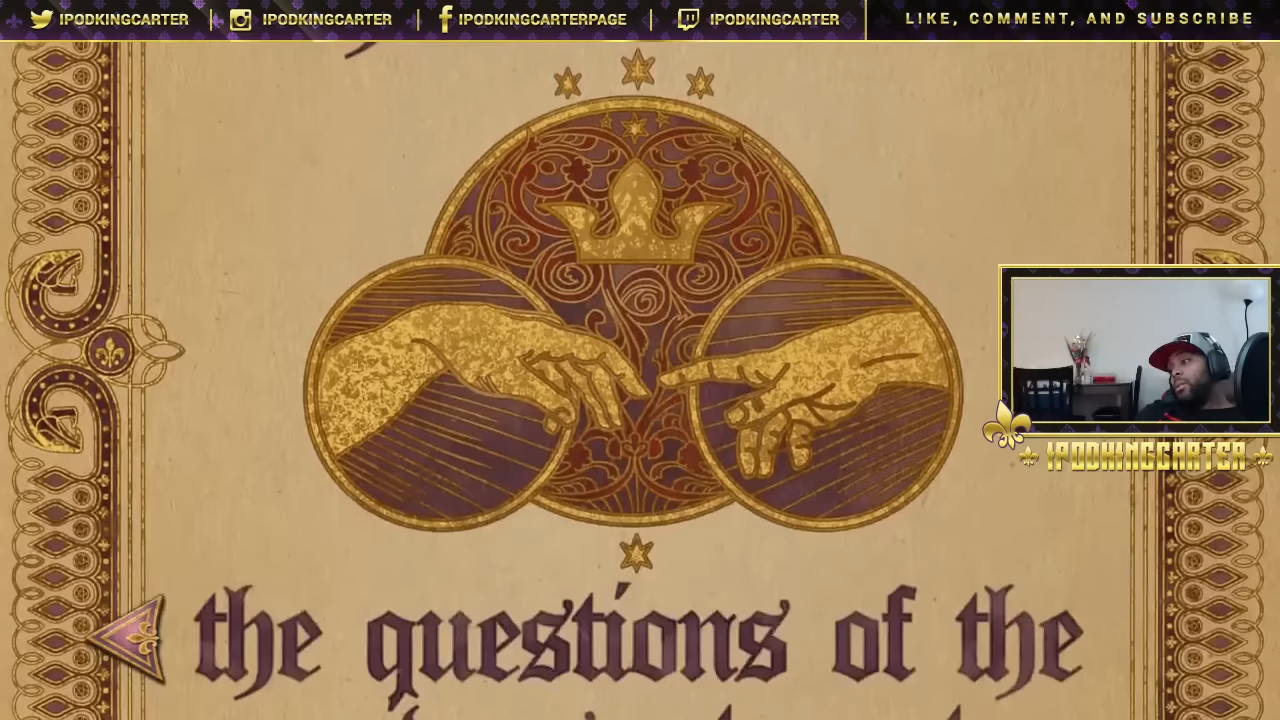 IPODKINGCARTER | IPODKINGCARTER | IPODKINGCARTERPAGE | IPODKINGCARTER
LIKE, COMMENT, AND SUBSCRIBE
IPODKINGCARTER
the questions of the